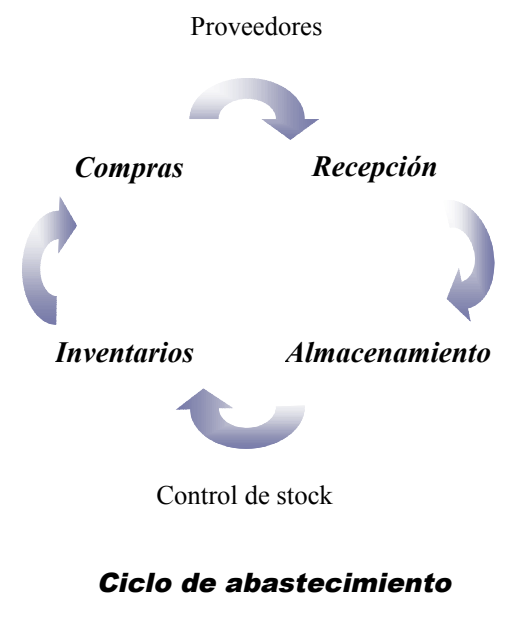 Proveedores
Compras
Recepción
Inventarios
Almacenamiento
Control de stock
Ciclo de abastecimiento